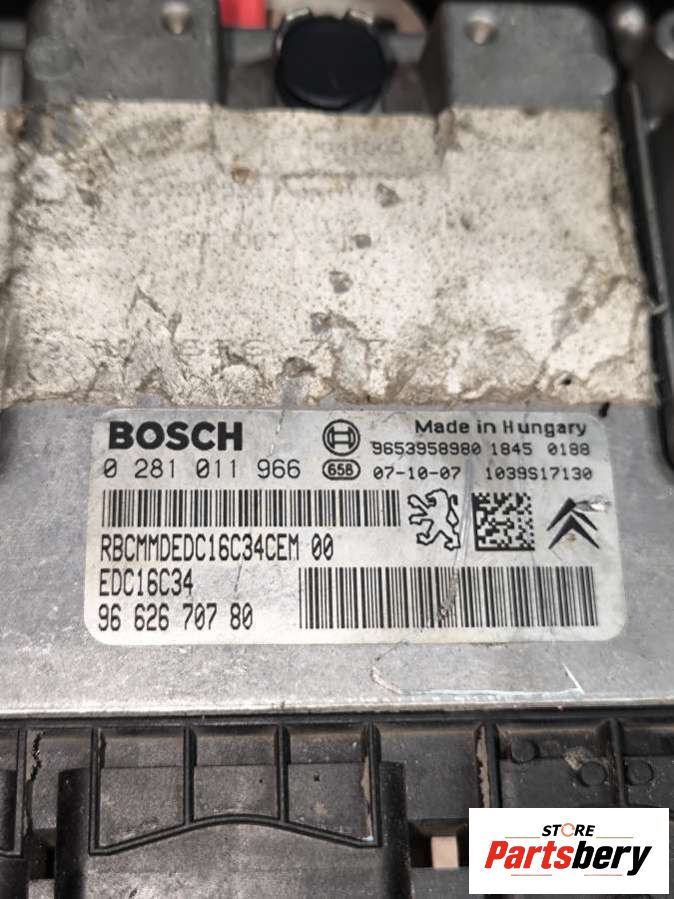 BOSCH
Made in Hungary
9653958980 1845 0188
0 281 011 966
658
07-10-07 1039S17130
RBCMMDEDC16C34CEM 00
EDC16C34
96 626 707 80
STORE
Partsbery